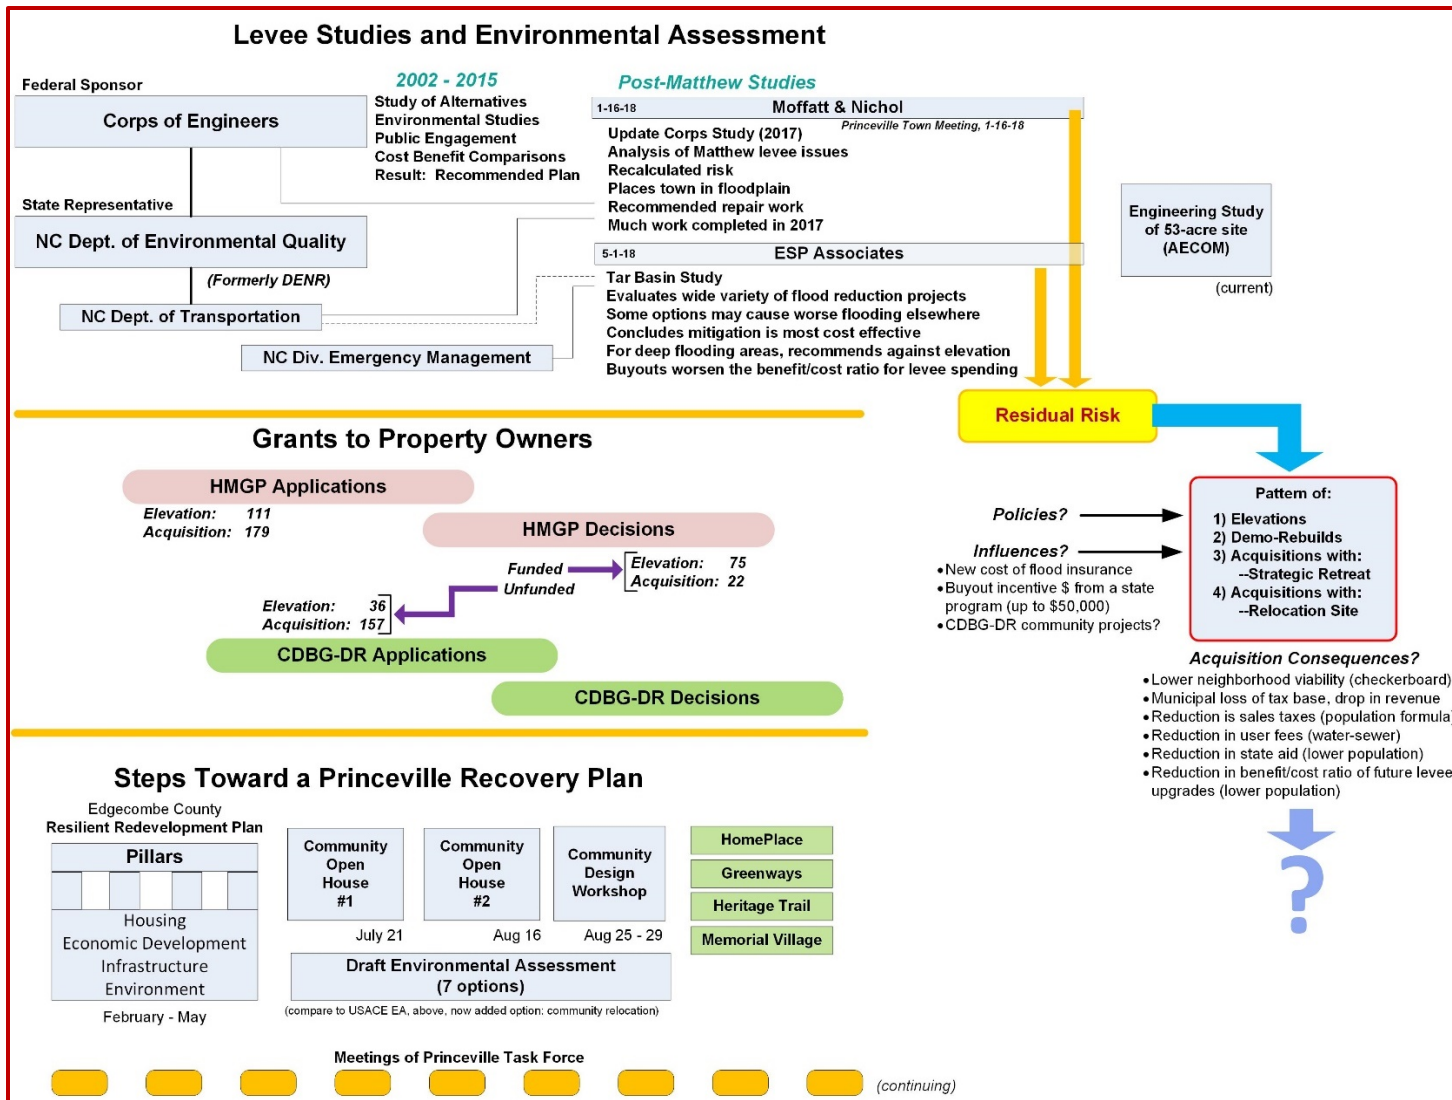 Levee Studies and Environmental Assessment
Federal Sponsor
Corps of Engineers
State Representative
NC Dept. of Environmental Quality
(Formerly DENR)
NC Dept. of Transportation
NC Div. Emergency Management
2002 - 2015
Study of Alternatives
Environmental Studies
Public Engagement
Cost Benefit Comparisons
Result: Recommended Plan
Post-Matthew Studies
1-16-18 Moffatt & Nichol
Princeville Town Meeting, 1-16-18
Update Corps Study (2017)
Analysis of Matthew levee issues
Recalculated risk
Places town in floodplain
Recommended repair work
Much work completed in 2017
5-1-18 ESP Associates
Tar Basin Study
Evaluates wide variety of flood reduction projects
Some options may cause worse flooding elsewhere
Concludes mitigation is most cost effective
For deep flooding areas, recommends against elevation
Buyouts worsen the benefit/cost ratio for levee spending
Engineering Study
of 53-acre site
(AECOM)
(current)
Residual Risk
Policies?
Influences?
•New cost of flood insurance
•Buyout incentive $ from a state
program (up to $50,000)
•CDBG-DR community projects?
Pattern of:
1) Elevations
2) Demo-Rebuilds
3) Acquisitions with:
--Strategic Retreat
4) Acquisitions with:
--Relocation Site
Acquisition Consequences?
•Lower neighborhood viability (checkerboard)
•Municipal loss of tax base, drop in revenue
•Reduction is sales taxes (population formula)
•Reduction in user fees (water-sewer)
•Reduction in state aid (lower population)
•Reduction in benefit/cost ratio of future levee
upgrades (lower population)
?
Grants to Property Owners
HMGP Applications
Elevation: 111
Acquisition: 179
HMGP Decisions
Funded
Unfunded
Elevation: 75
Acquisition: 22
Elevation: 36
Acquisition: 157
CDBG-DR Applications
CDBG-DR Decisions
Steps Toward a Princeville Recovery Plan
Edgecombe County
Resilient Redevelopment Plan
Pillars
Housing
Economic Development
Infrastructure
Environment
February - May
Community
Open
House
#1
July 21
Community
Open
House
#2
Aug 16
Community
Design
Workshop
Aug 25 - 29
Draft Environmental Assessment
(7 options)
(compare to USACE EA, above, now added option: community relocation)
HomePlace
Greenways
Heritage Trail
Memorial Village
Meetings of Princeville Task Force
(continuing)